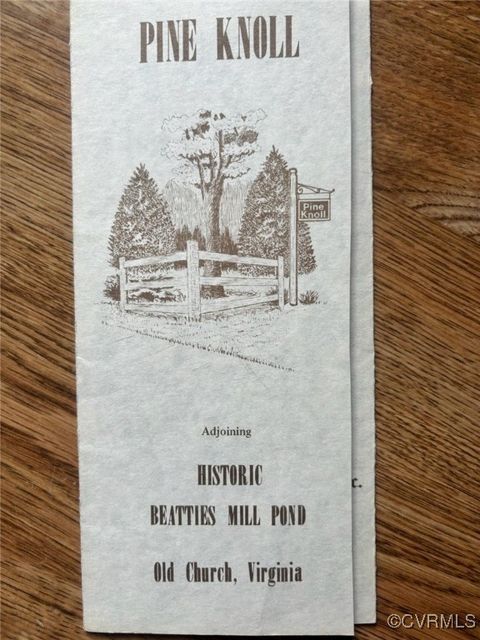 PINE KNOLL
Pine
Knoll
Adjoining
HISTORIC
r.
BEATTIES MILL POND
Old Church, Virginia
©CVRMLS